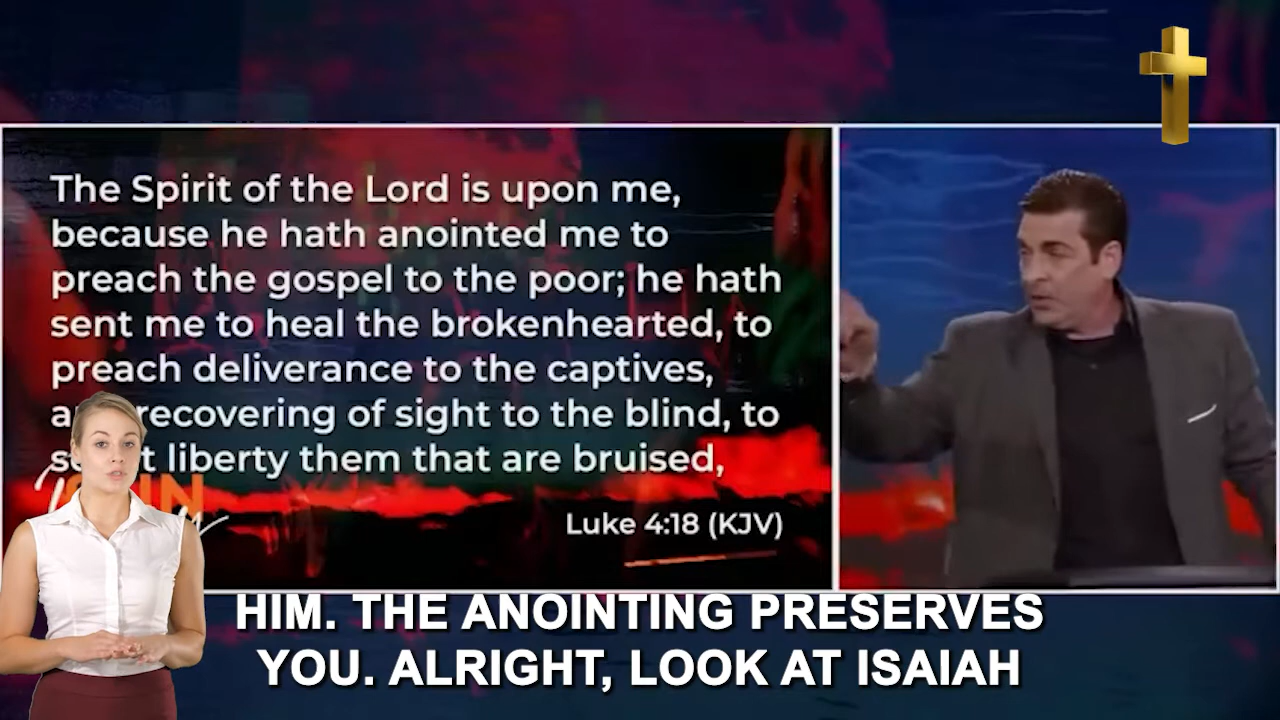 The Spirit of the Lord is upon me,
because he hath anointed me to
preach the gospel to the poor; he hath
sent me to heal the brokenhearted, to
preach deliverance to the captives,
recovering of sight to the blind, to
liberty them that are bruised,
Luke 4:18 (KJV)
HIM. THE ANOINTING PRESERVES
YOU. ALRIGHT, LOOK AT ISAIAH